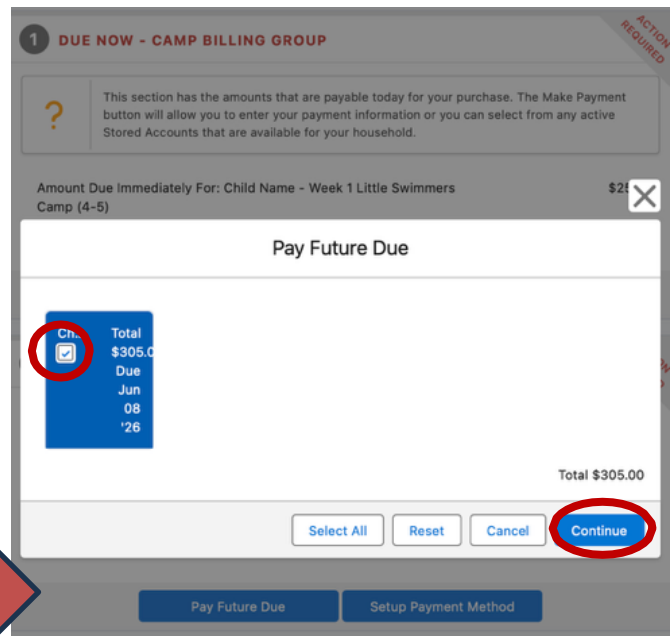 1 DUE NOW - CAMP BILLING GROUP
ACTION
REQUIRED
?
This section has the amounts that are payable today for your purchase. The Make Payment
button will allow you to enter your payment information or you can select from any active
Stored Accounts that are available for your household.
Amount Due Immediately For: Child Name - Week 1 Little Swimmers
Camp (4-5)
Pay Future Due
Total
$305.0
Due
Jun
08
'26
Total $305.00
Select All
Reset
Cancel
Continue
Pay Future Due
Setup Payment Method